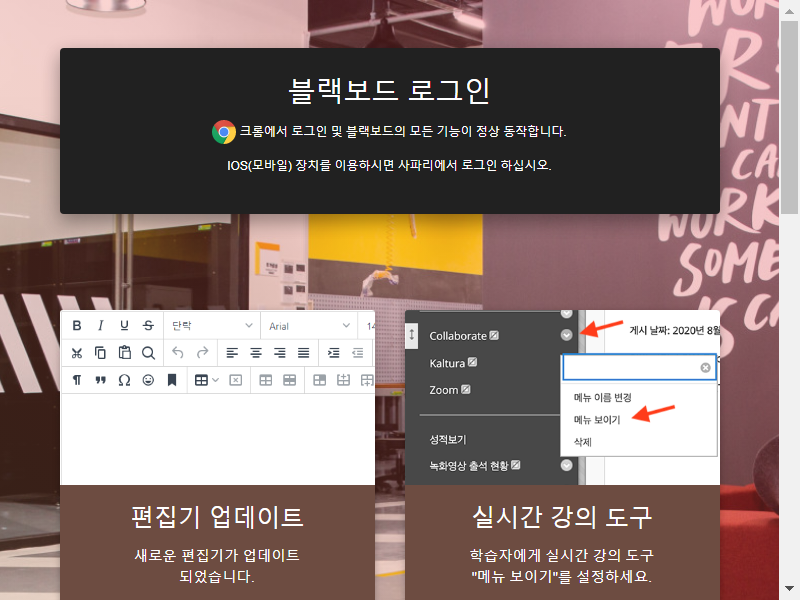 블랙보드 로그인
크롬에서 로그인 및 블랙보드의 모든 기능이 정상 동작합니다.
IOS(모바일) 장치를 이용하시면 사파리에서 로그인 하십시오.
B I U S 단락 Arial 14
편집기 업데이트
새로운 편집기가 업데이트
되었습니다.
Collaborate
Kaltura
Zoom
성적보기
녹화영상 출석 현황
게시 날짜: 2020년 8월
메뉴 이름 변경
메뉴 보이기
삭제
실시간 강의 도구
학습자에게 실시간 강의 도구
"메뉴 보이기"를 설정하세요.